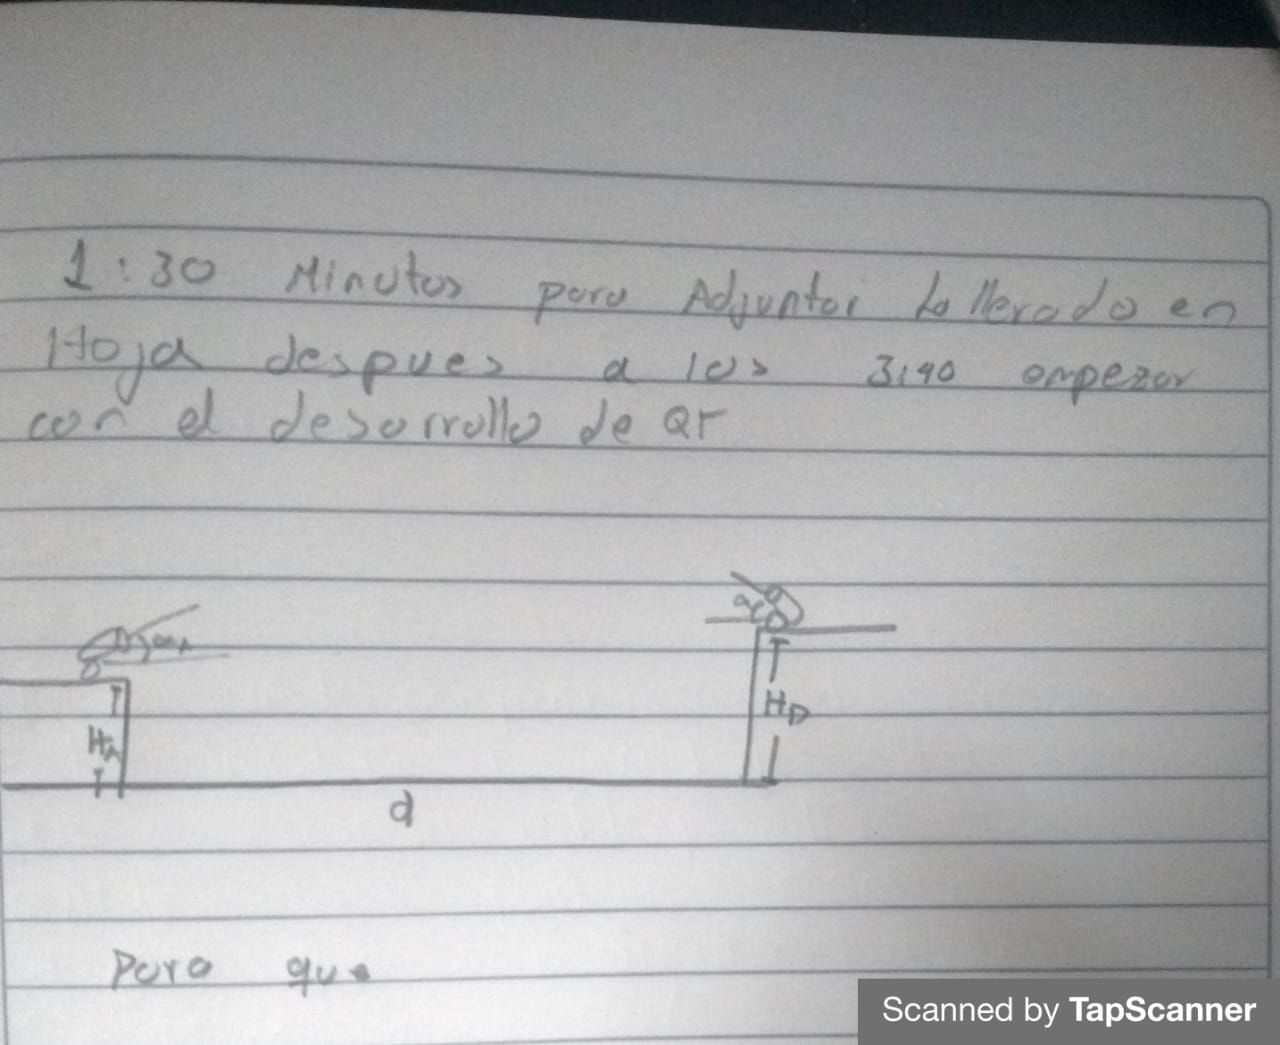 1:30 Minutos para Adjuntar lo llevado en
Hoja despues a las 3:40 empezar
con el desarrollo de QT
α
HA
HD
d
Para que
Scanned by TapScanner